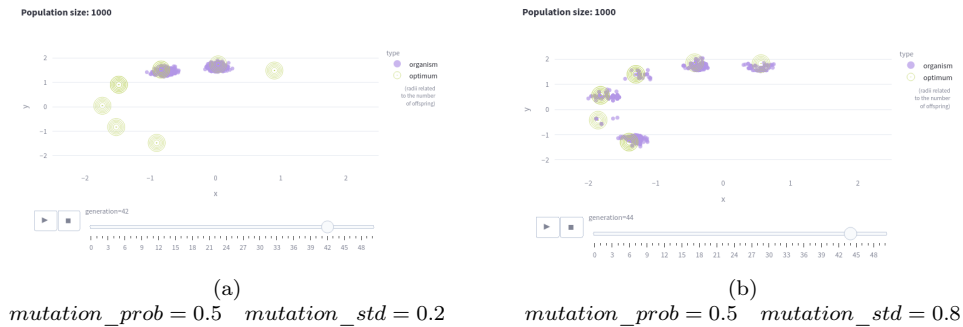 Population size: 1000
type
organism
optimum
(radii related
to the number
of offspring)
y
2
1
0
−1
−2
−2 −1 0 1 2
x
generation=42
0 3 6 9 12 15 18 21 24 27 30 33 36 39 42 45 48
(a)
mutation_prob = 0.5 mutation_std = 0.2
Population size: 1000
type
organism
optimum
(radii related
to the number
of offspring)
y
2
1
0
−1
−2
−2 −1 0 1 2
x
generation=44
0 3 6 9 12 15 18 21 24 27 30 33 36 39 42 45 48
(b)
mutation_prob = 0.5 mutation_std = 0.8